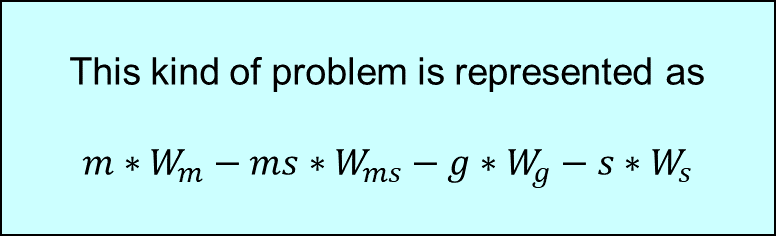 This kind of problem is represented as
m * W_m − ms * W_ms − g * W_g − s * W_s